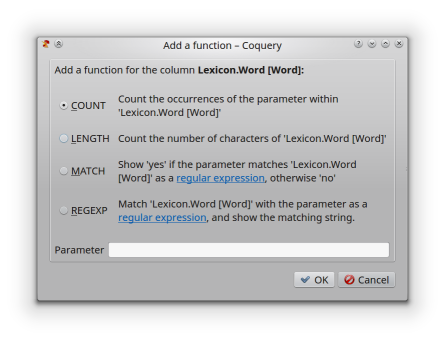 Add a function – Coquery
Add a function for the column Lexicon.Word [Word]:
COUNT
Count the occurrences of the parameter within
'Lexicon.Word [Word]'
LENGTH
Count the number of characters of 'Lexicon.Word [Word]'
MATCH
Show 'yes' if the parameter matches 'Lexicon.Word
[Word]' as a regular expression, otherwise 'no'
REGEXP
Match 'Lexicon.Word [Word]' with the parameter as a
regular expression, and show the matching string.
Parameter
OK
Cancel